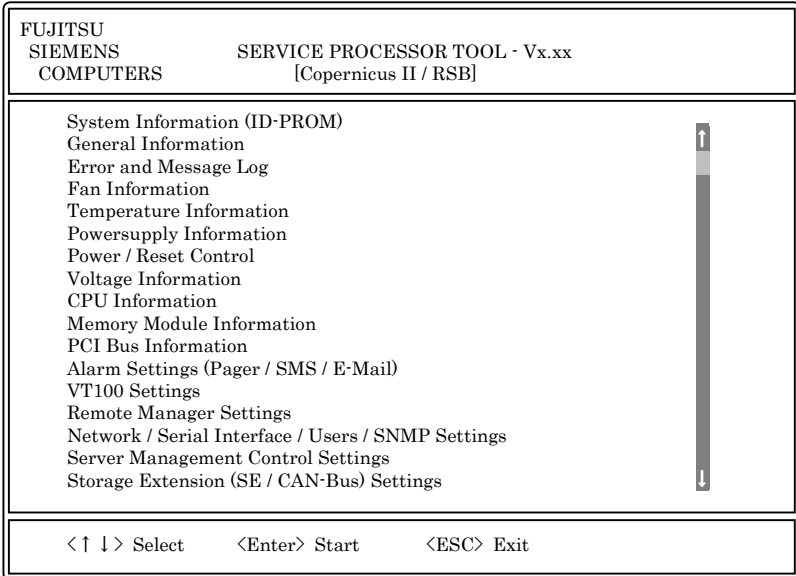 FUJITSU
SIEMENS SERVICE PROCESSOR TOOL - Vx.xx
COMPUTERS [Copernicus II / RSB]
System Information (ID-PROM)
General Information
Error and Message Log
Fan Information
Temperature Information
Powersupply Information
Power / Reset Control
Voltage Information
CPU Information
Memory Module Information
PCI Bus Information
Alarm Settings (Pager / SMS / E-Mail)
VT100 Settings
Remote Manager Settings
Network / Serial Interface / Users / SNMP Settings
Server Management Control Settings
Storage Extension (SE / CAN-Bus) Settings
<↑ ↓> Select <Enter> Start <ESC> Exit